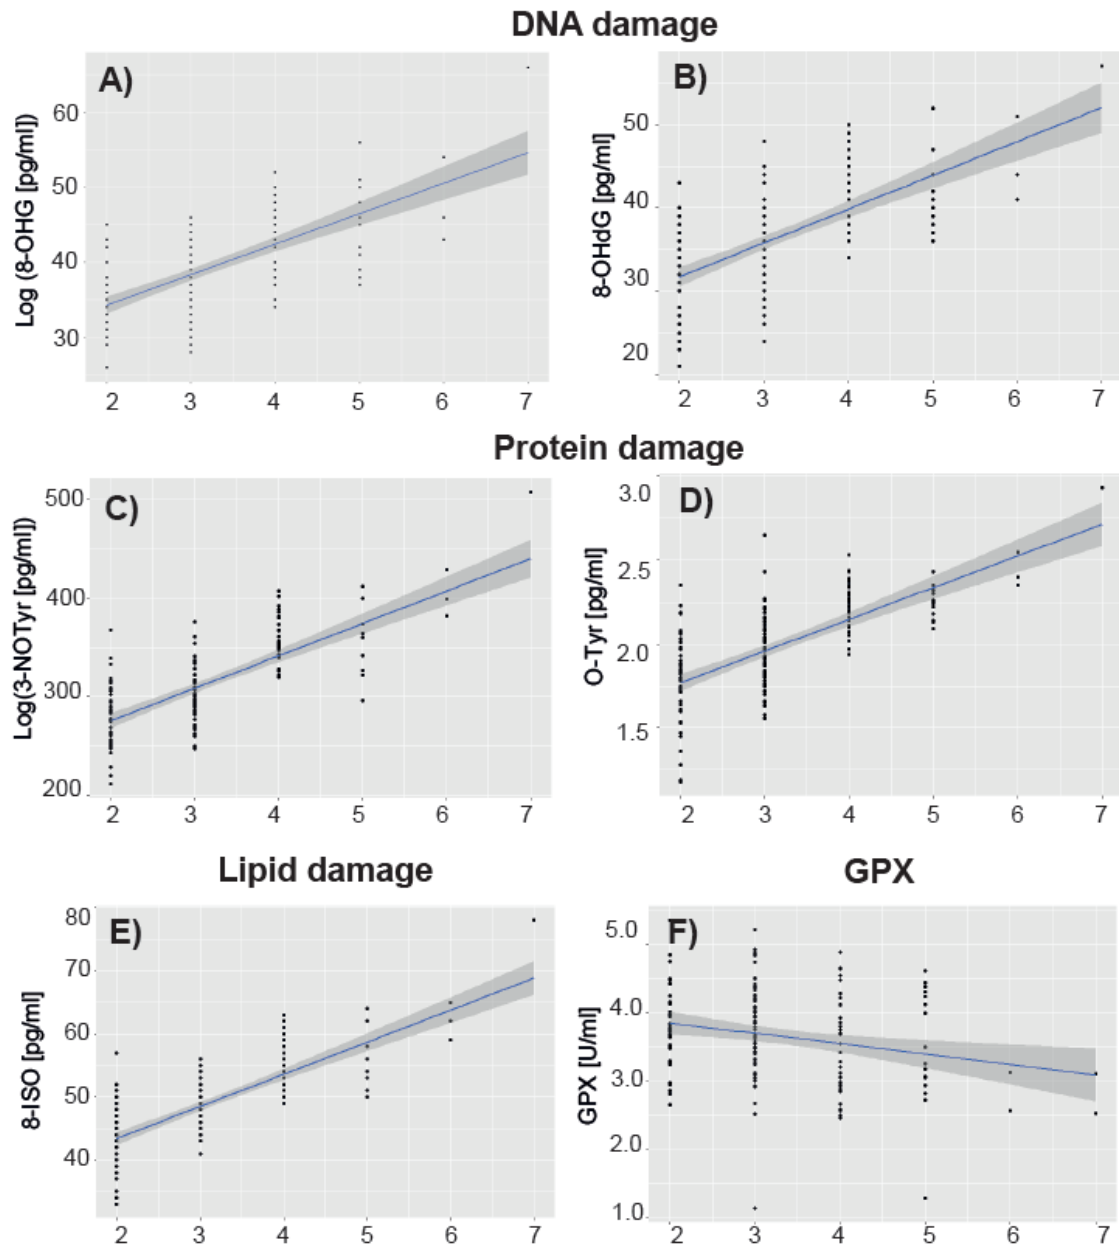 DNA damage
A)
Log (8-OHG [pg/ml])
60
50
40
30
2 3 4 5 6 7
B)
8-OHdG [pg/ml]
50
40
30
20
2 3 4 5 6 7
Protein damage
C)
Log(3-NOTyr [pg/ml])
500
400
300
200
2 3 4 5 6 7
D)
O-Tyr [pg/ml]
3.0
2.5
2.0
1.5
2 3 4 5 6 7
Lipid damage
E)
8-ISO [pg/ml]
80
70
60
50
40
2 3 4 5 6 7
GPX
F)
GPX [U/ml]
5.0
4.0
3.0
2.0
1.0
2 3 4 5 6 7